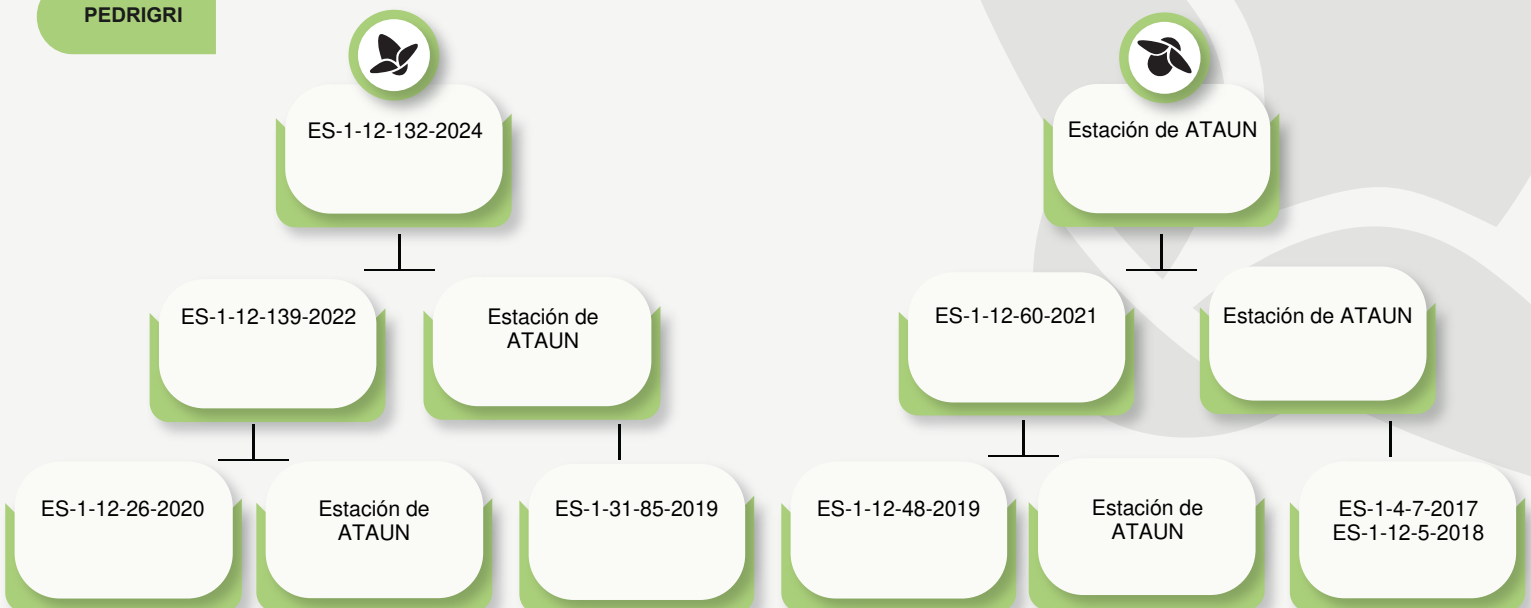 PEDRIGRI
ES-1-12-132-2024
Estación de ATAUN
ES-1-12-139-2022
Estación de
ATAUN
ES-1-12-60-2021
Estación de ATAUN
ES-1-12-26-2020
Estación de
ATAUN
ES-1-31-85-2019
ES-1-12-48-2019
Estación de
ATAUN
ES-1-4-7-2017
ES-1-12-5-2018